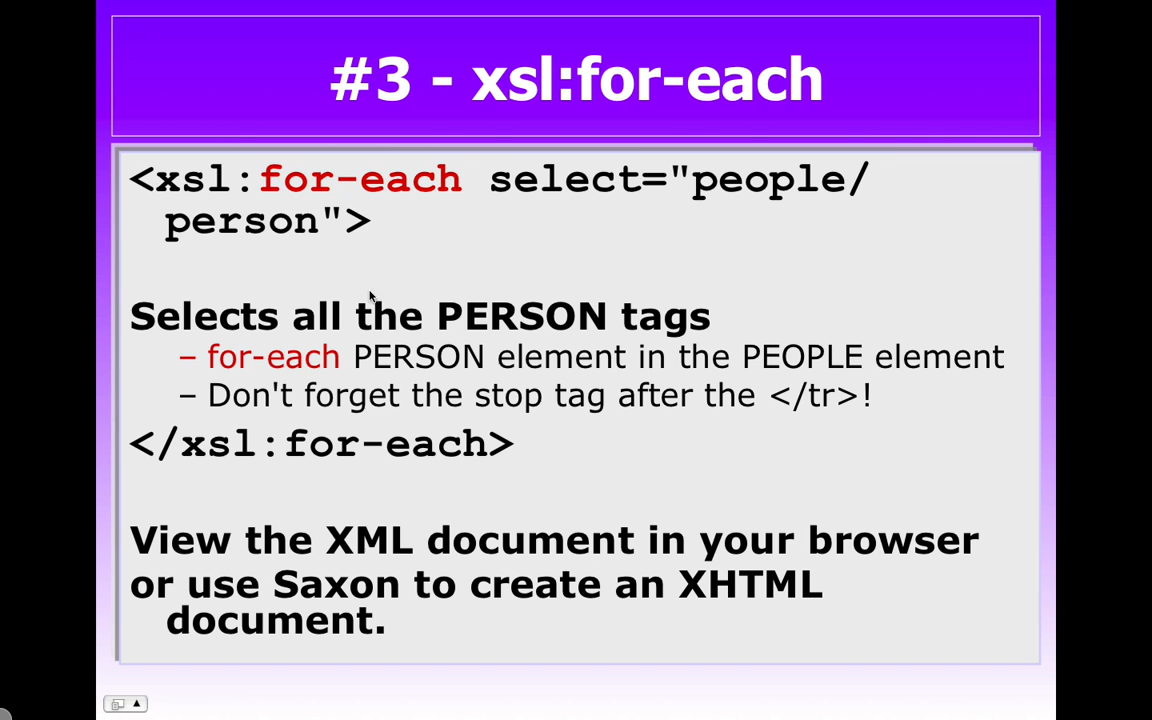 #3 - xsl:for-each
<xsl:for-each select="people/
person">
Selects all the PERSON tags
– for-each PERSON element in the PEOPLE element
– Don't forget the stop tag after the </tr>!
</xsl:for-each>
View the XML document in your browser
or use Saxon to create an XHTML
document.